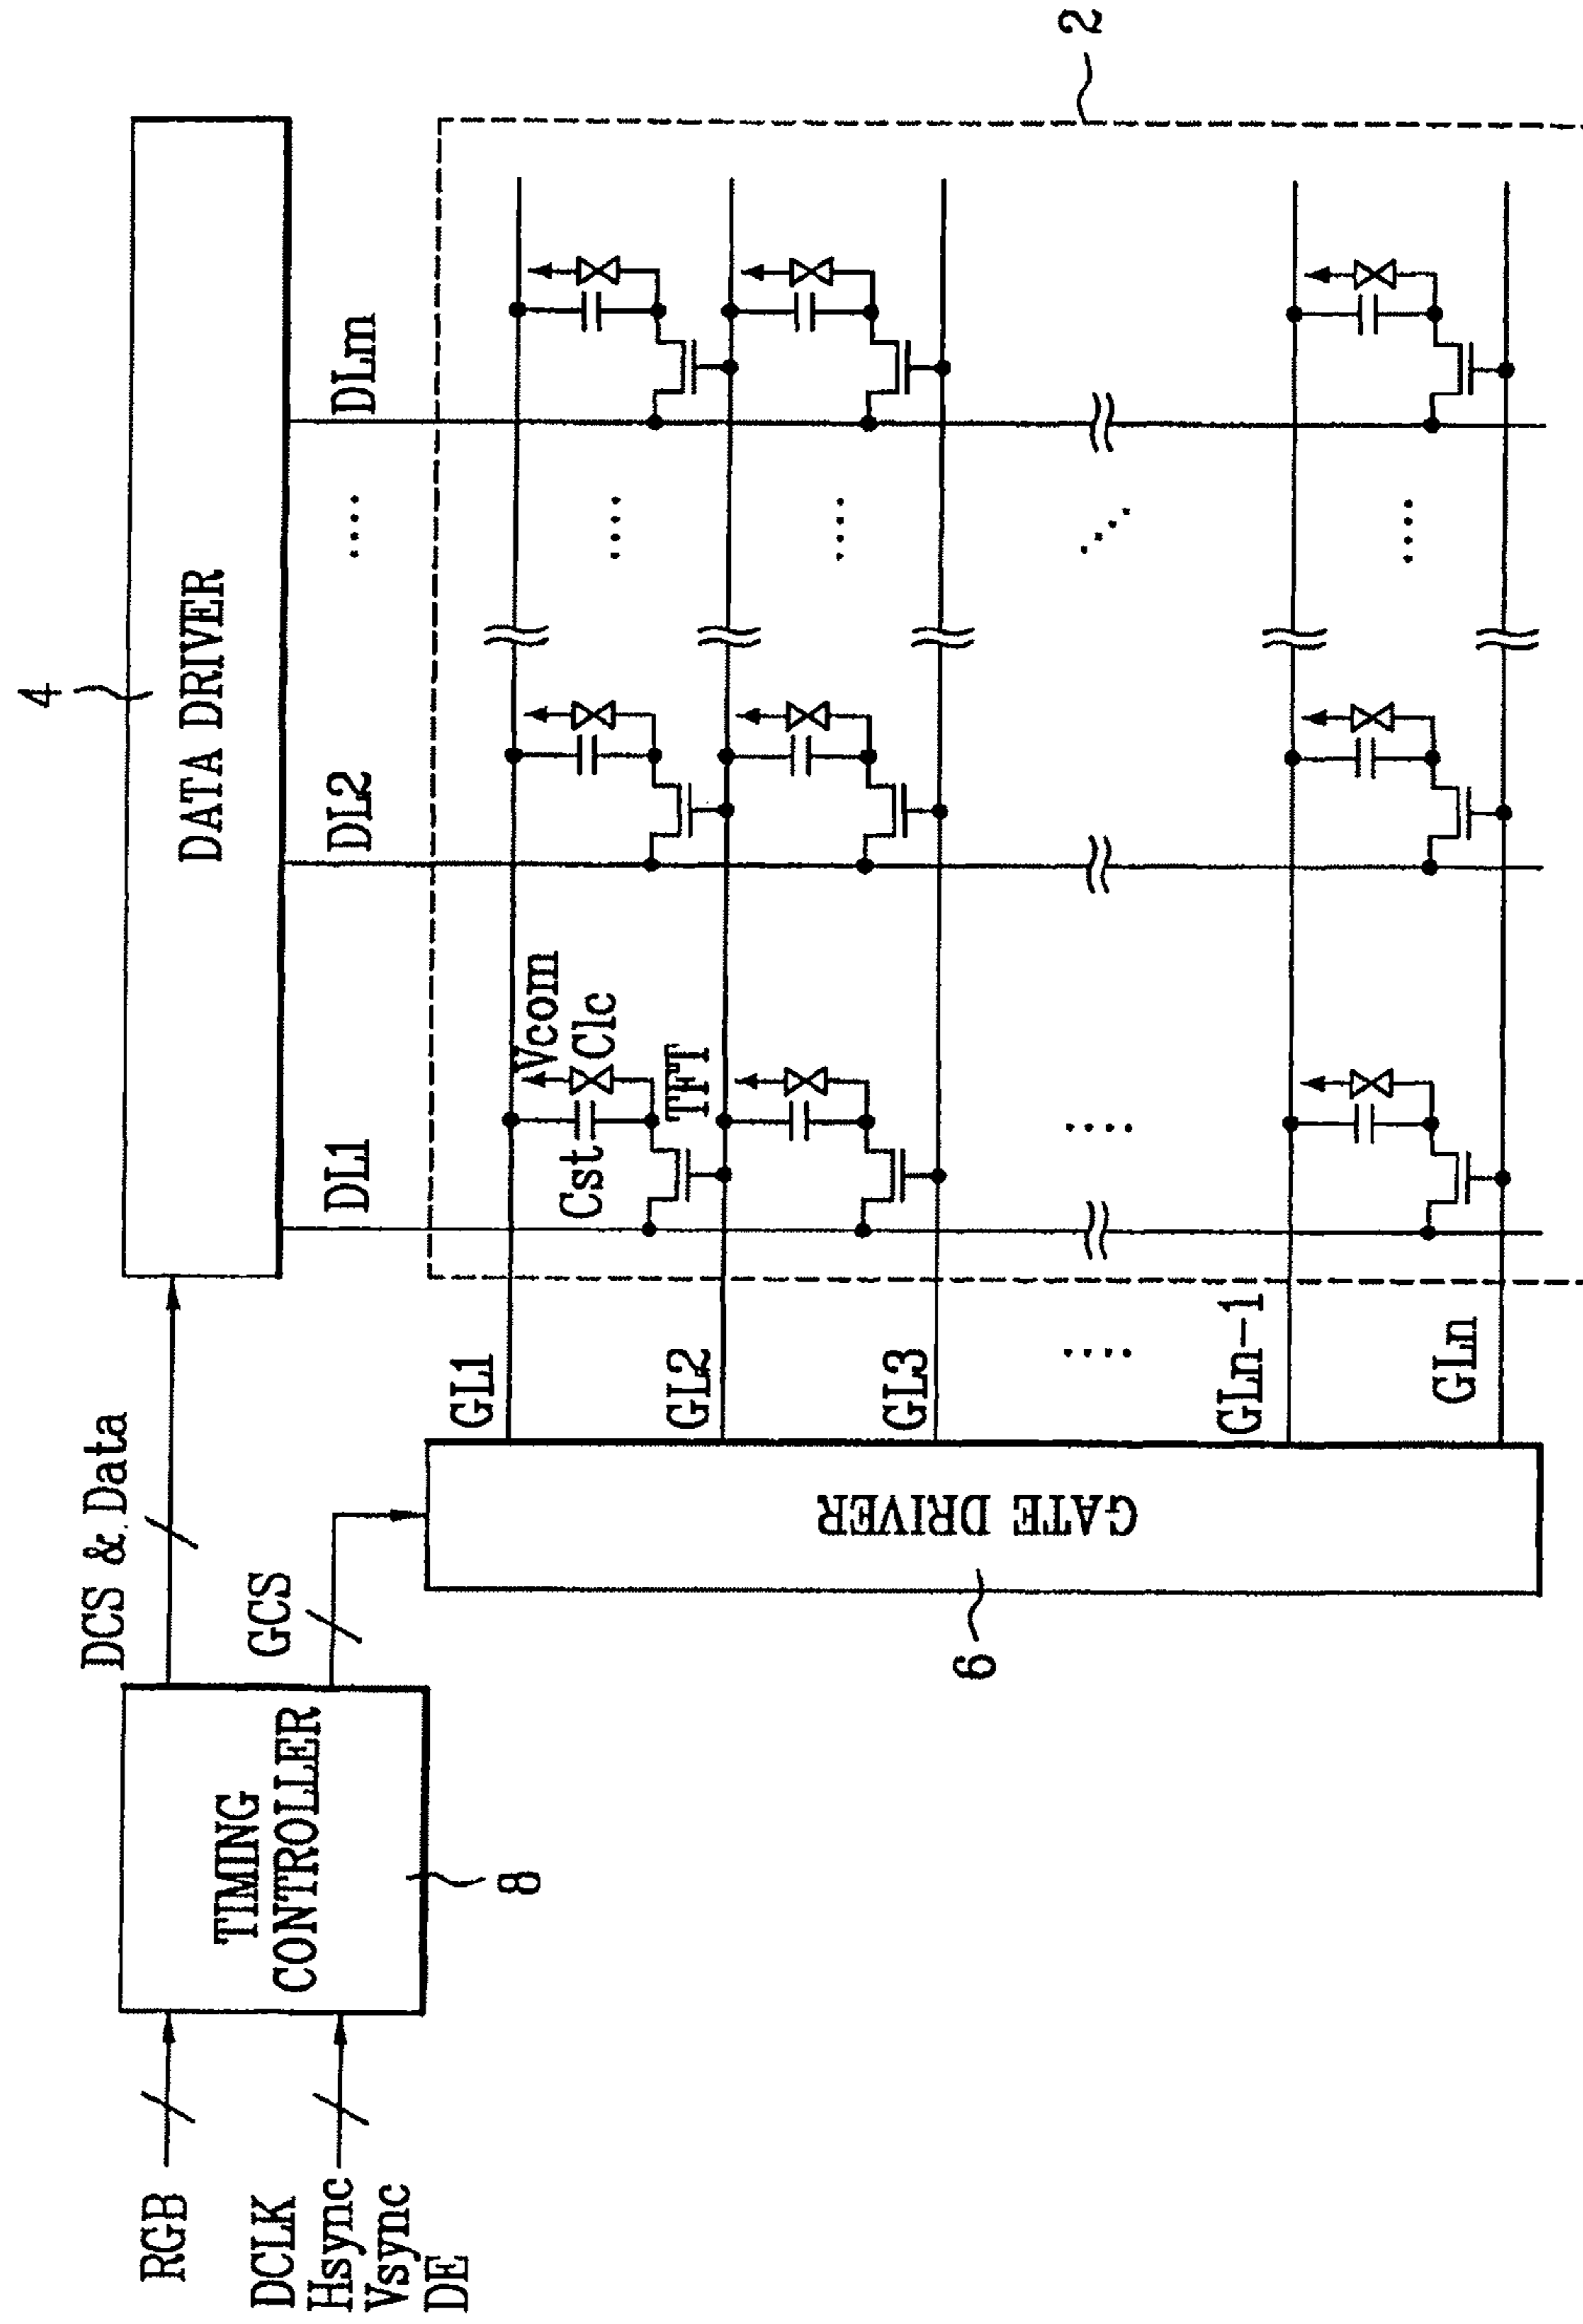 RGB
DCLK
Hsync
Vsync
DE
TIMING
CONTROLLER
8
DCS & Data
GCS
4
DATA DRIVER
GATE DRIVER
6
DL1
DL2
....
DLm
2
GL1
GL2
GL3
....
GLn-1
GLn
Vcom
Clc
Cst
TFT
....
....
....
....
....